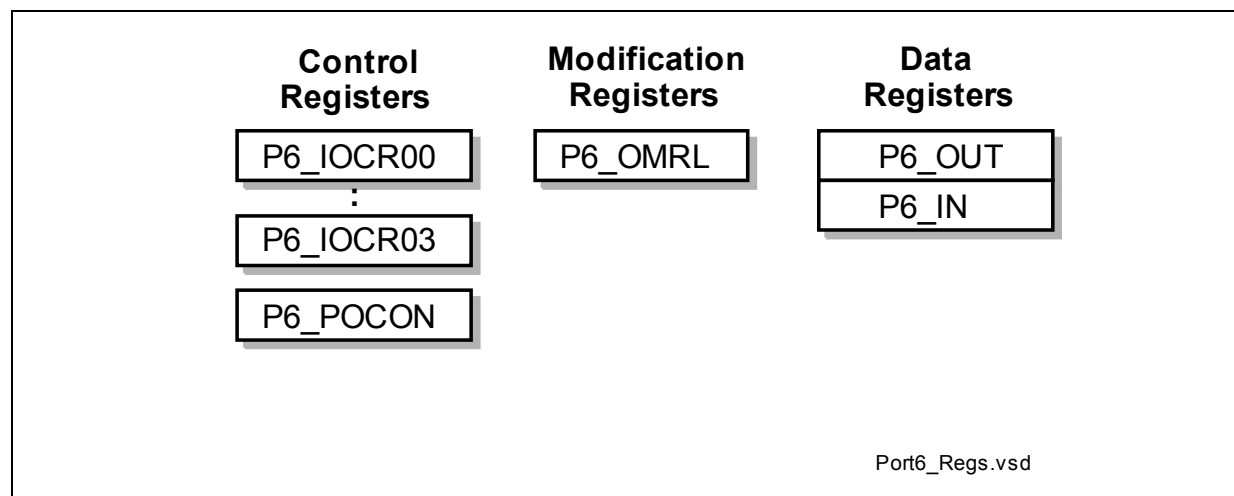 Control
Registers
P6_IOCR00
:
P6_IOCR03
P6_POCON
Modification
Registers
P6_OMRL
Data
Registers
P6_OUT
P6_IN
Port6_Regs.vsd